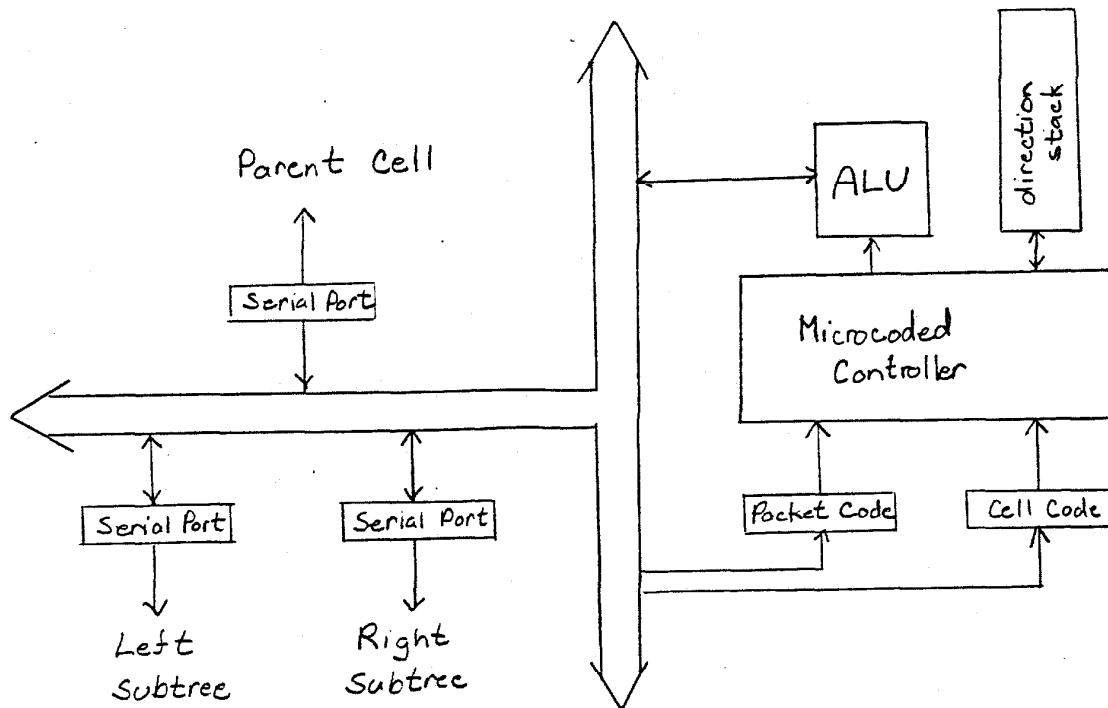 direction
stack
Parent Cell
ALU
Serial Port
Microcoded
Controller
Serial Port
Serial Port
Packet Code
Cell Code
Left
Subtree
Right
Subtree